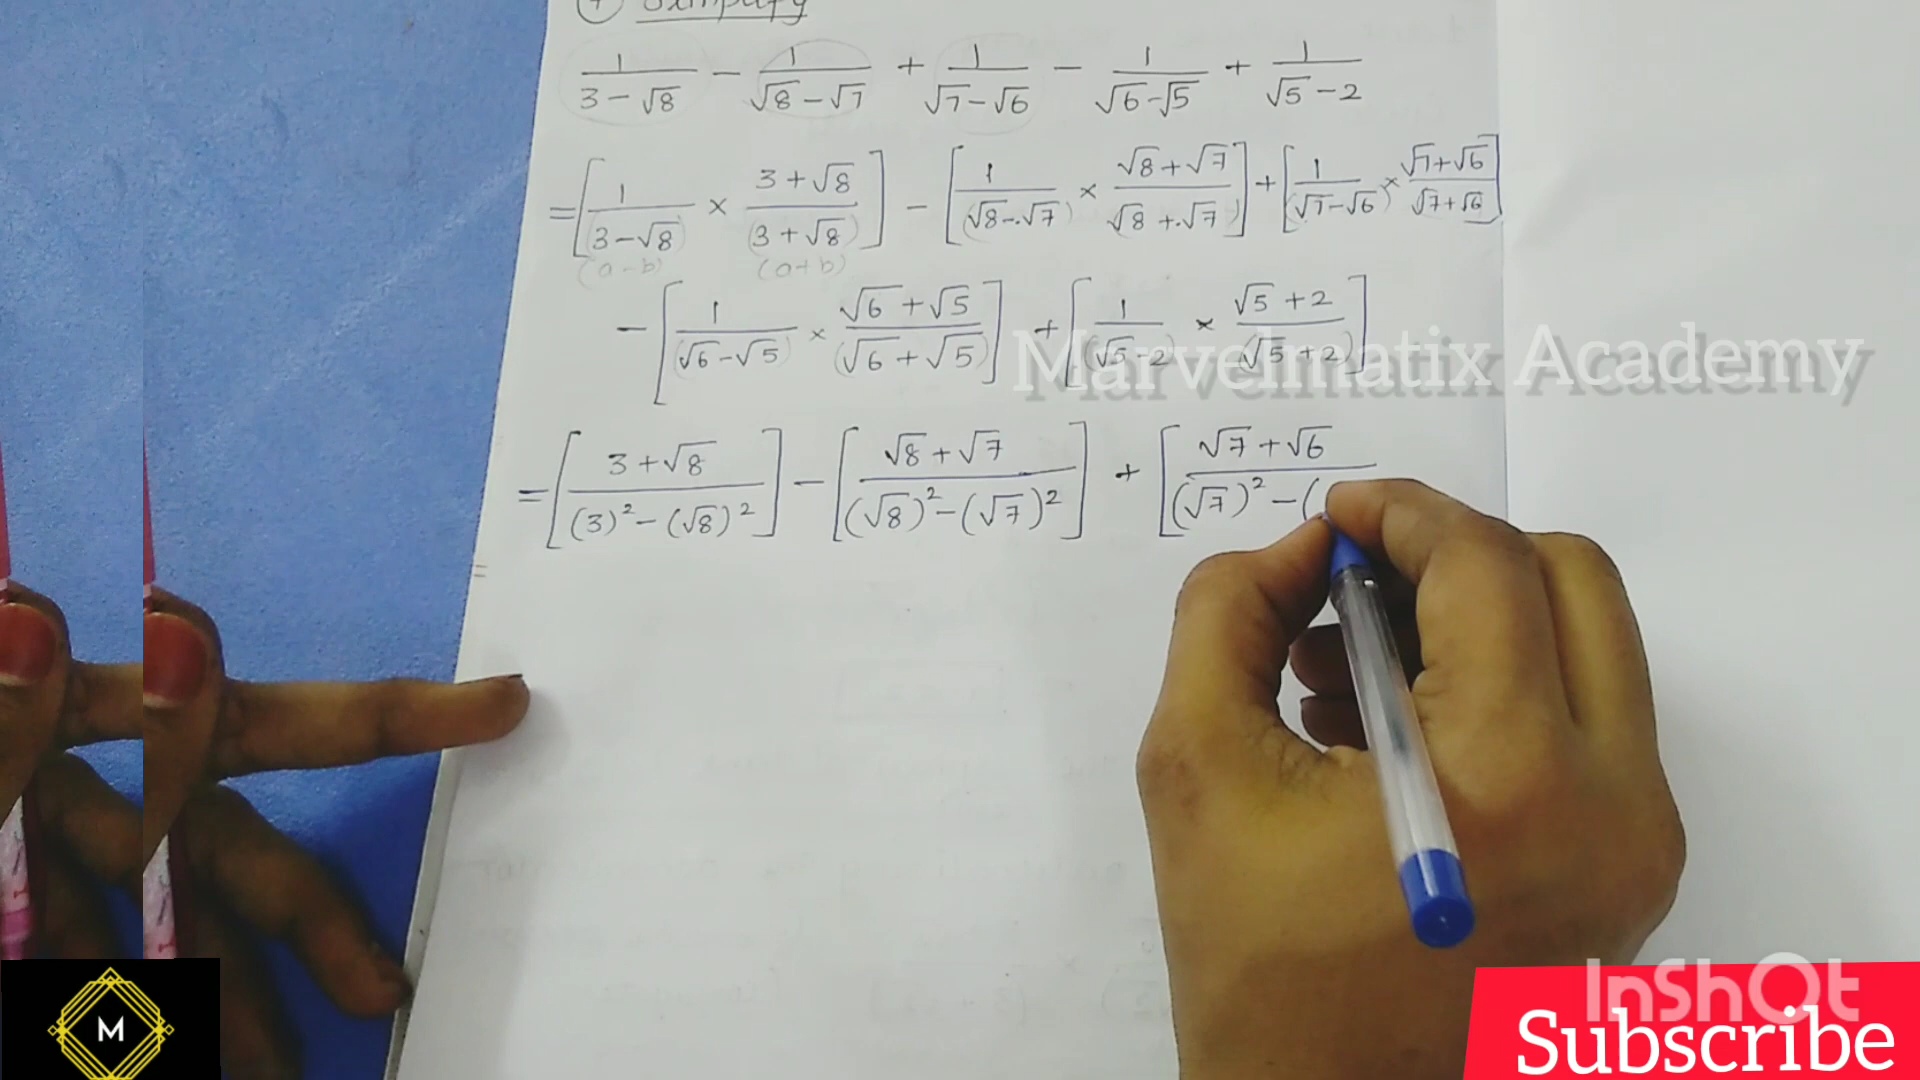 Simplify
1/(3-√8) - 1/(√8-√7) + 1/(√7-√6) - 1/(√6-√5) + 1/(√5-2)
= [1/(3-√8) × (3+√8)/(3+√8)] - [1/(√8-√7) × (√8+√7)/(√8+√7)] + [1/(√7-√6) × (√7+√6)/(√7+√6)]
(a-b) (a+b)
- [1/(√6-√5) × (√6+√5)/(√6+√5)] + [1/(√5-2) × (√5+2)/(√5+2)]
Marvelmatix Academy
= [(3+√8)/((3)²-(√8)²)] - [(√8+√7)/((√8)²-(√7)²)] + [(√7+√6)/((√7)²-(
=
M
InShOt
Subscribe